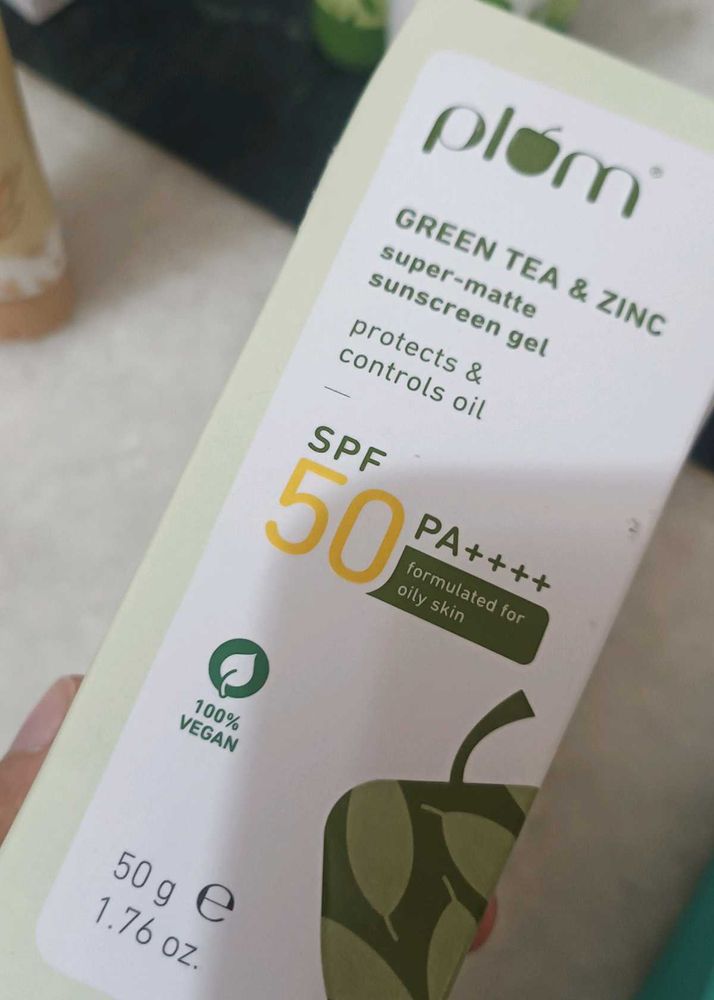 plum®
GREEN TEA & ZINC
super-matte
sunscreen gel
protects &
controls oil
SPF
50
PA++++
formulated for
oily skin
100%
VEGAN
50 g ℮
1.76 oz.